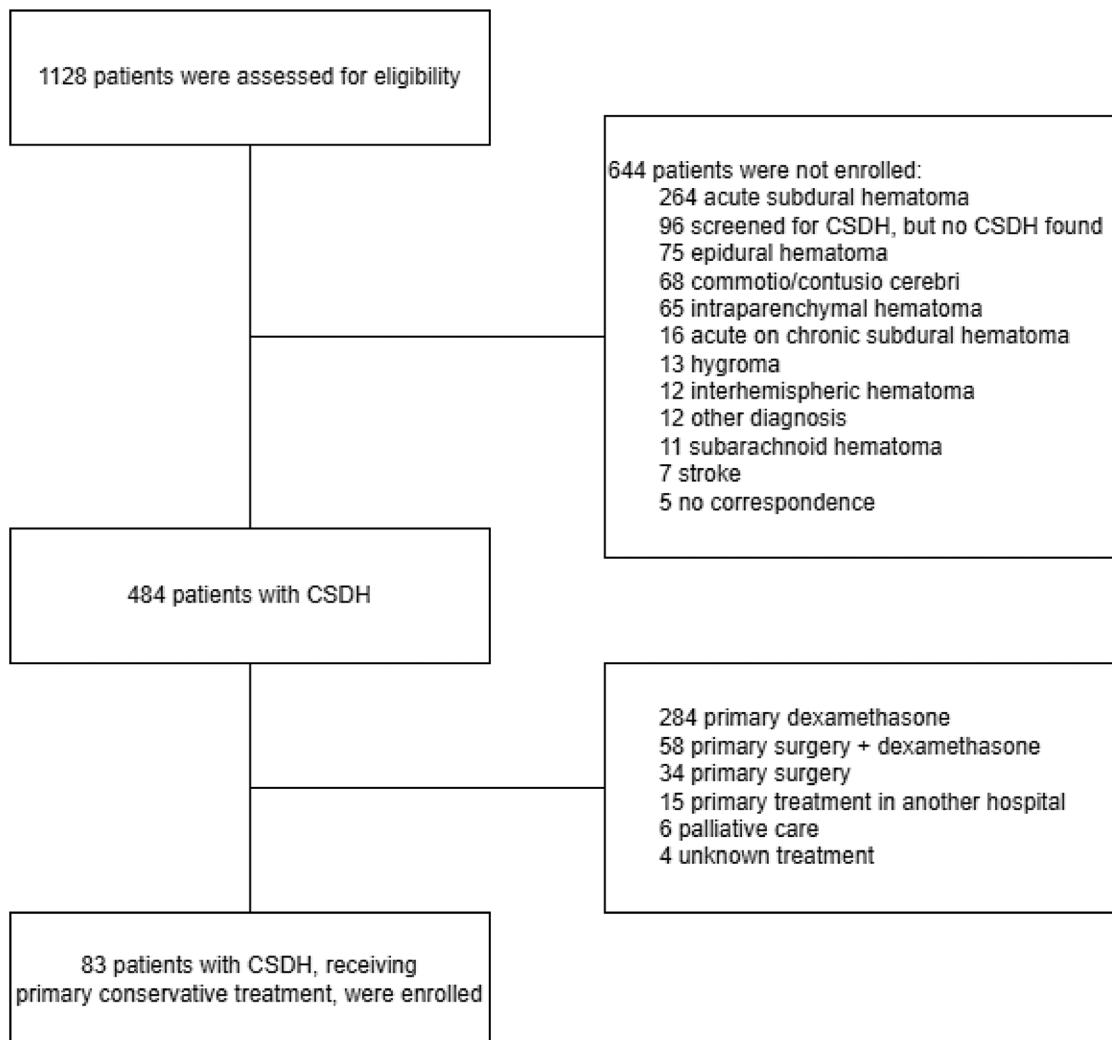 1128 patients were assessed for eligibility
644 patients were not enrolled:
264 acute subdural hematoma
96 screened for CSDH, but no CSDH found
75 epidural hematoma
68 commotio/contusio cerebri
65 intraparenchymal hematoma
16 acute on chronic subdural hematoma
13 hygroma
12 interhemispheric hematoma
12 other diagnosis
11 subarachnoid hematoma
7 stroke
5 no correspondence
484 patients with CSDH
284 primary dexamethasone
58 primary surgery + dexamethasone
34 primary surgery
15 primary treatment in another hospital
6 palliative care
4 unknown treatment
83 patients with CSDH, receiving
primary conservative treatment, were enrolled